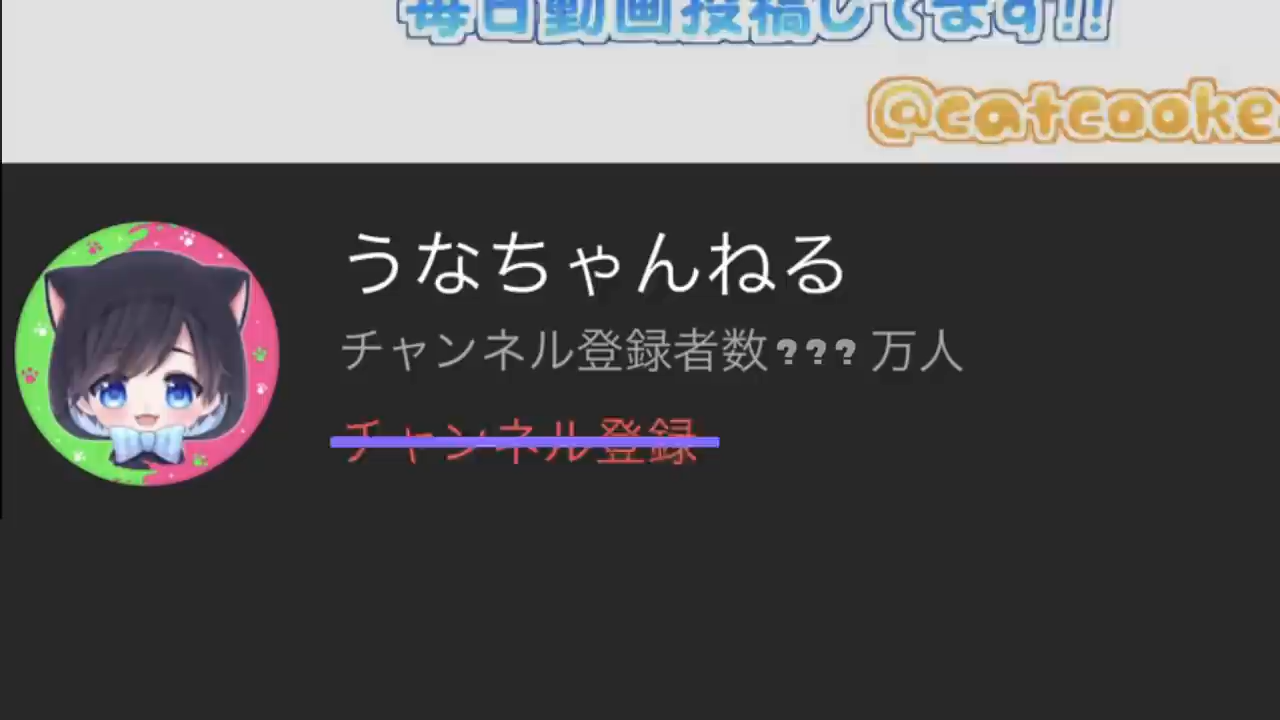 毎日動画投稿してます!!
@catcooke
うなちゃんねる
チャンネル登録者数??? 万人
チャンネル登録